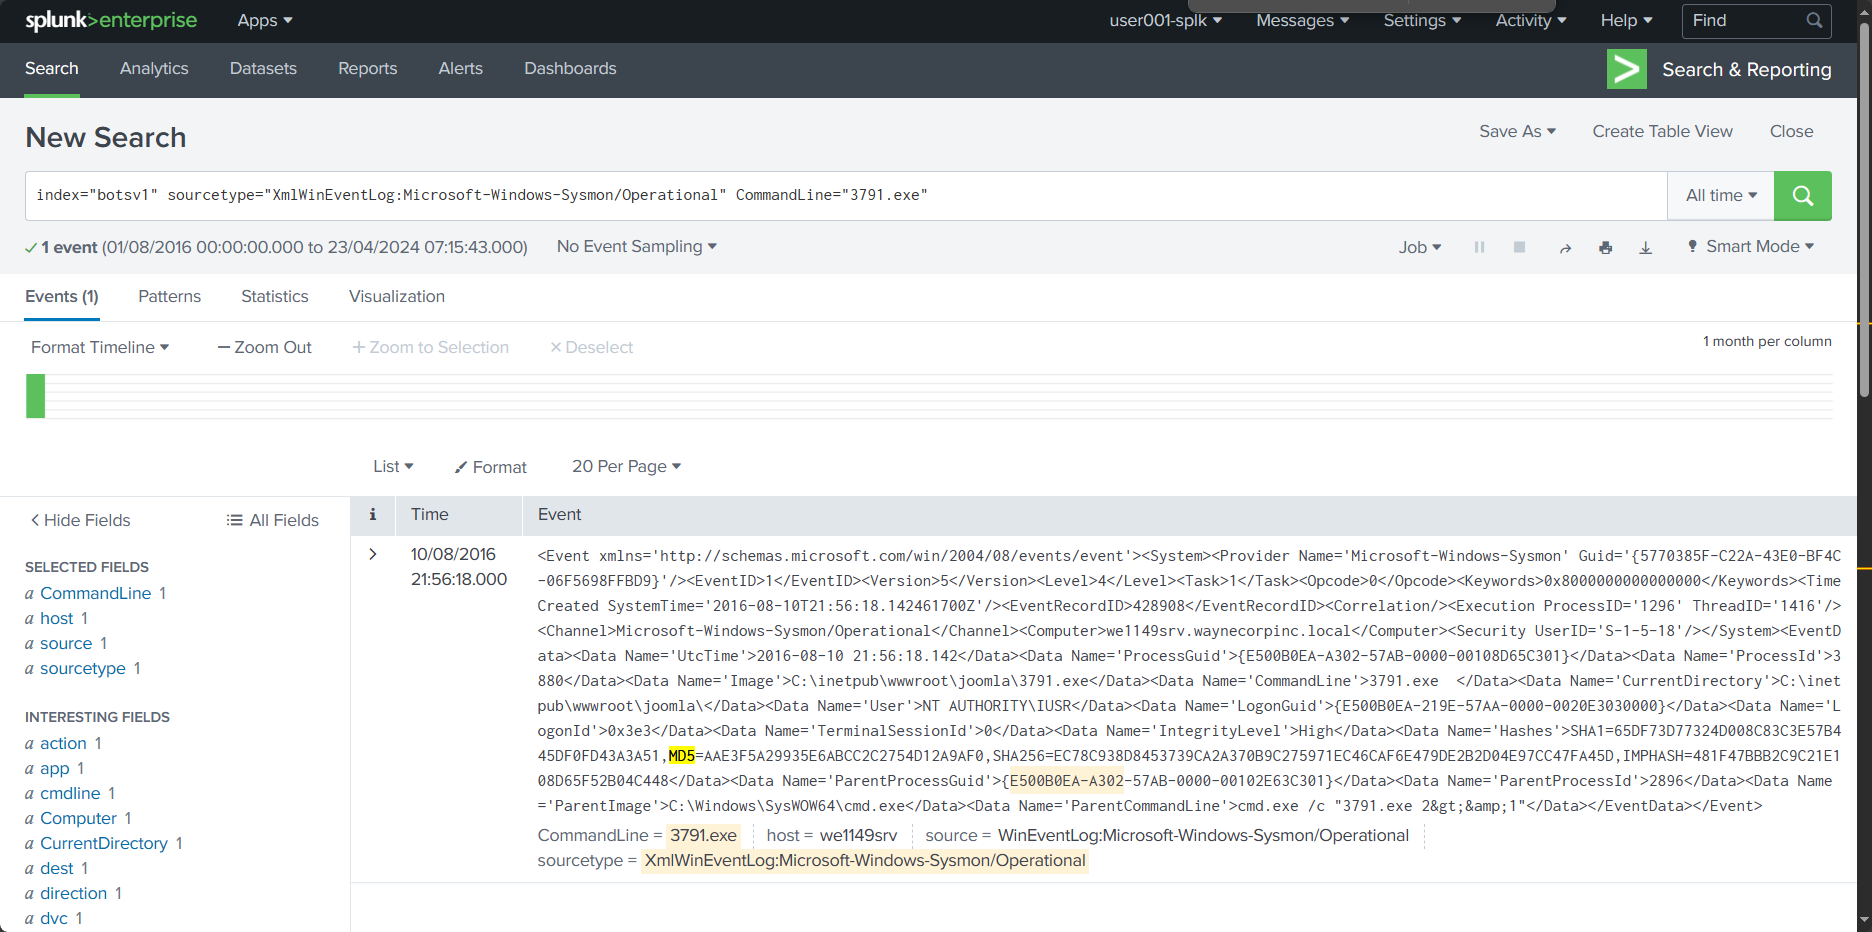 splunk>enterprise Apps user001-splk Messages Settings Activity Help Find
Search Analytics Datasets Reports Alerts Dashboards Search & Reporting
New Search Save As Create Table View Close
index="botsv1" sourcetype="XmlWinEventLog:Microsoft-Windows-Sysmon/Operational" CommandLine="3791.exe" All time
1 event (01/08/2016 00:00:00.000 to 23/04/2024 07:15:43.000) No Event Sampling Job Smart Mode
Events (1) Patterns Statistics Visualization
Format Timeline — Zoom Out + Zoom to Selection × Deselect 1 month per column
List Format 20 Per Page
< Hide Fields All Fields
SELECTED FIELDS
a CommandLine 1
a host 1
a source 1
a sourcetype 1
INTERESTING FIELDS
a action 1
a app 1
a cmdline 1
a Computer 1
a CurrentDirectory 1
a dest 1
a direction 1
a dvc 1
i Time Event
> 10/08/2016
21:56:18.000
<Event xmlns='http://schemas.microsoft.com/win/2004/08/events/event'><System><Provider Name='Microsoft-Windows-Sysmon' Guid='{5770385F-C22A-43E0-BF4C
-06F5698FFBD9}'/><EventID>1</EventID><Version>5</Version><Level>4</Level><Task>1</Task><Opcode>0</Opcode><Keywords>0x8000000000000000</Keywords><Time
Created SystemTime='2016-08-10T21:56:18.142461700Z'/><EventRecordID>428908</EventRecordID><Correlation/><Execution ProcessID='1296' ThreadID='1416'/>
<Channel>Microsoft-Windows-Sysmon/Operational</Channel><Computer>we1149srv.waynecorpinc.local</Computer><Security UserID='S-1-5-18'/></System><EventD
ata><Data Name='UtcTime'>2016-08-10 21:56:18.142</Data><Data Name='ProcessGuid'>{E500B0EA-A302-57AB-0000-00108D65C301}</Data><Data Name='ProcessId'>3
880</Data><Data Name='Image'>C:\inetpub\wwwroot\joomla\3791.exe</Data><Data Name='CommandLine'>3791.exe  </Data><Data Name='CurrentDirectory'>C:\inet
pub\wwwroot\joomla\</Data><Data Name='User'>NT AUTHORITY\IUSR</Data><Data Name='LogonGuid'>{E500B0EA-219E-57AA-0000-0020E3030000}</Data><Data Name='L
ogonId'>0x3e3</Data><Data Name='TerminalSessionId'>0</Data><Data Name='IntegrityLevel'>High</Data><Data Name='Hashes'>SHA1=65DF73D77324D008C83C3E57B4
45DF0FD43A3A51,MD5=AAE3F5A29935E6ABCC2C2754D12A9AF0,SHA256=EC78C938D8453739CA2A370B9C275971EC46CAF6E479DE2B2D04E97CC47FA45D,IMPHASH=481F47BBB2C9C21E1
08D65F52B04C448</Data><Data Name='ParentProcessGuid'>{E500B0EA-A302-57AB-0000-00102E63C301}</Data><Data Name='ParentProcessId'>2896</Data><Data Name
='ParentImage'>C:\Windows\SysWOW64\cmd.exe</Data><Data Name='ParentCommandLine'>cmd.exe /c "3791.exe 2&gt;&amp;1"</Data></EventData></Event>
CommandLine = 3791.exe host = we1149srv source = WinEventLog:Microsoft-Windows-Sysmon/Operational
sourcetype = XmlWinEventLog:Microsoft-Windows-Sysmon/Operational